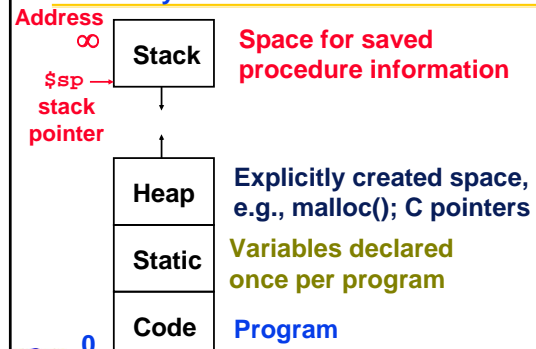 Address
∞
Stack
Space for saved
procedure information
$sp
stack
pointer
Heap
Explicitly created space,
e.g., malloc(); C pointers
Static
Variables declared
once per program
Code
Program
0